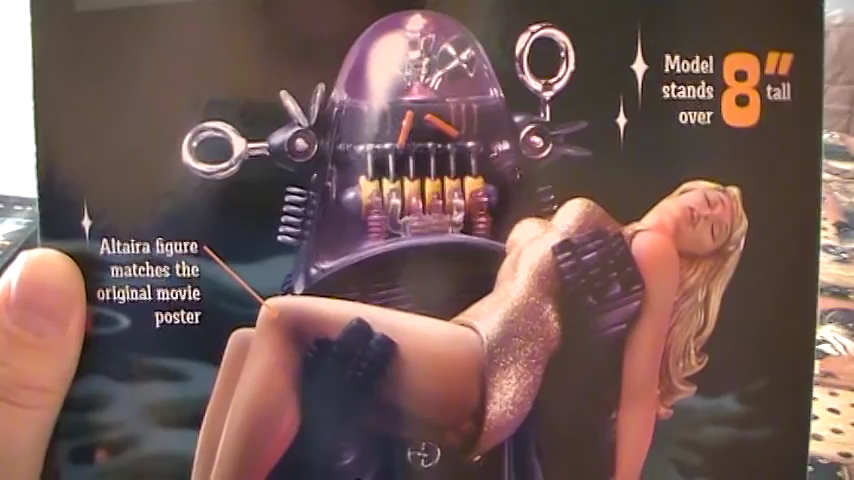 Model
stands 8" tall
over
Altaira figure
matches the
original movie
poster